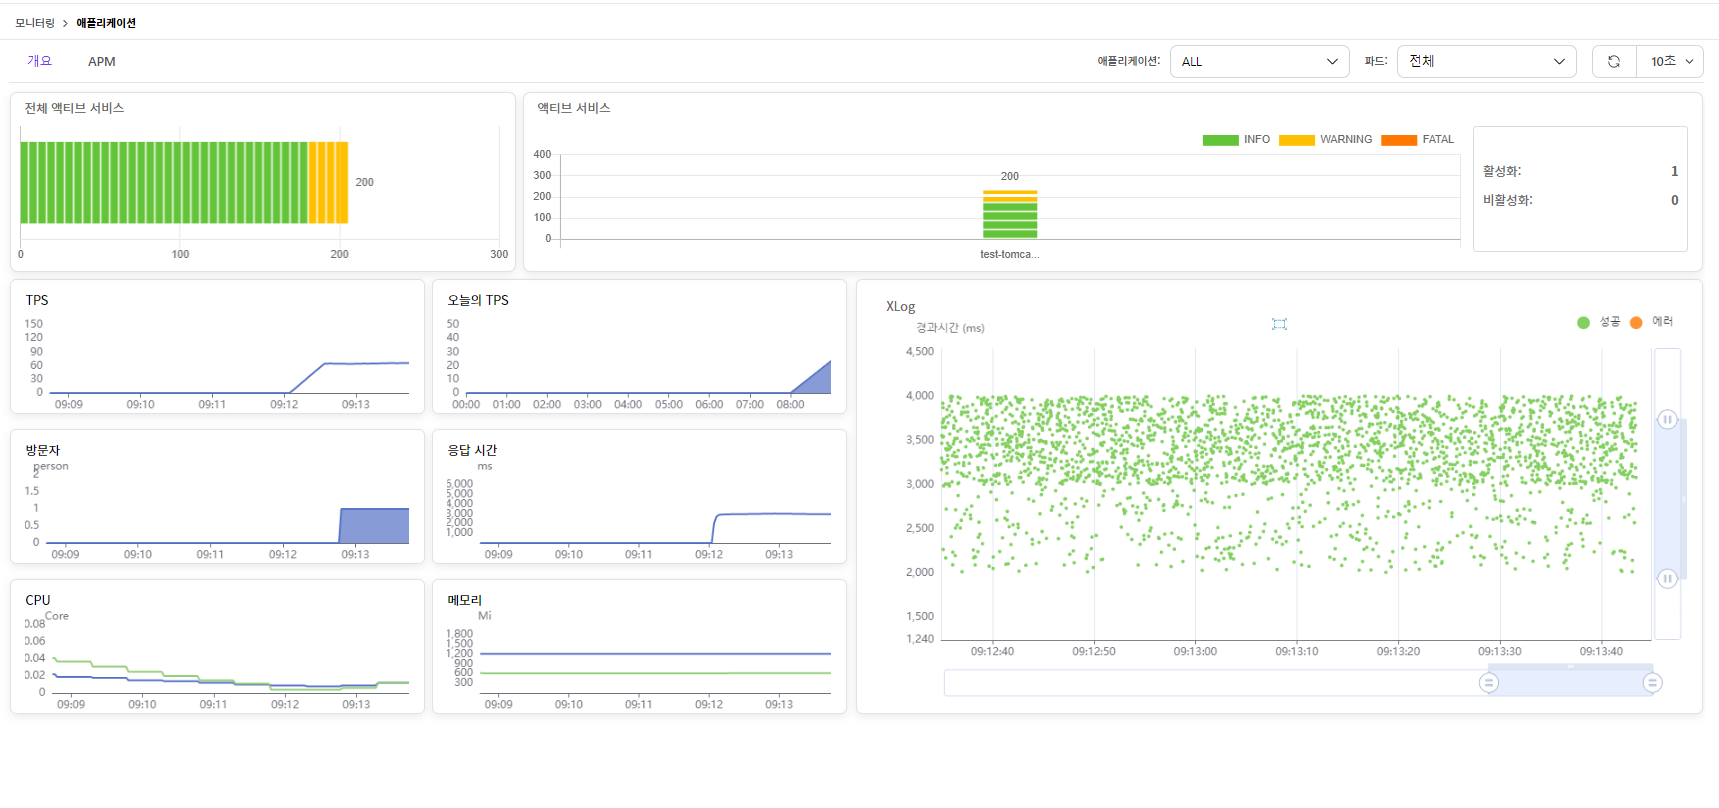 모니터링 > 애플리케이션
개요 APM 애플리케이션: ALL 파드: 전체 10초
전체 액티브 서비스
200
0 100 200 300
액티브 서비스
INFO WARNING FATAL
400
300
200
100
0
200
test-tomca...
활성화: 1
비활성화: 0
TPS
150
120
90
60
30
0
09:09 09:10 09:11 09:12 09:13
오늘의 TPS
50
40
30
20
10
0
00:00 01:00 02:00 03:00 04:00 05:00 06:00 07:00 08:00
방문자
person
2
1.5
1
0.5
0
09:09 09:10 09:11 09:12 09:13
응답 시간
ms
6,000
5,000
4,000
3,000
2,000
1,000
09:09 09:10 09:11 09:12 09:13
CPU
Core
0.08
0.06
0.04
0.02
0
09:09 09:10 09:11 09:12 09:13
메모리
Mi
1,800
1,500
1,200
900
600
300
09:09 09:10 09:11 09:12 09:13
XLog
경과시간 (ms)
성공 에러
4,500
4,000
3,500
3,000
2,500
2,000
1,500
1,240
09:12:40 09:12:50 09:13:00 09:13:10 09:13:20 09:13:30 09:13:40